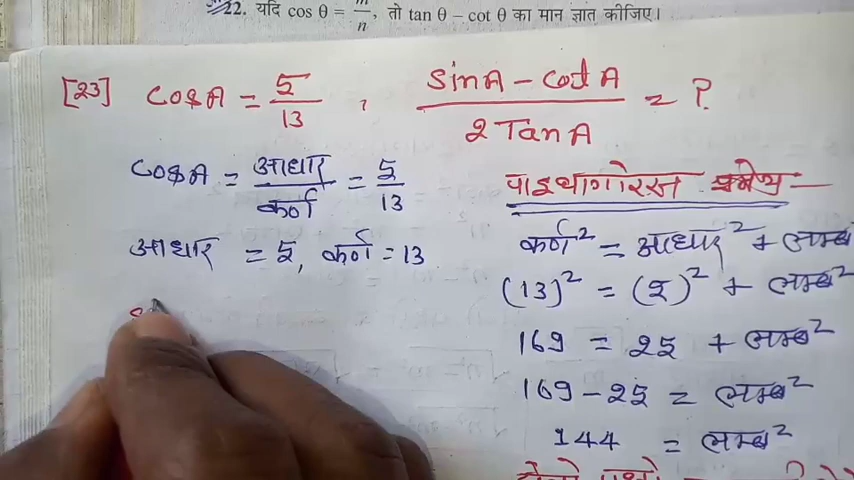 22. यदि cos θ = m/n, तो tan θ – cot θ का मान ज्ञात कीजिए।
[23] cosA = 5/13 , (sinA - cotA)/(2TanA) = ?
cosA = आधार/कर्ण = 5/13
आधार = 5, कर्ण = 13
पाइथागोरस प्रमेय —
कर्ण² = आधार² + लम्ब²
(13)² = (5)² + लम्ब²
169 = 25 + लम्ब²
169 - 25 = लम्ब²
144 = लम्ब²